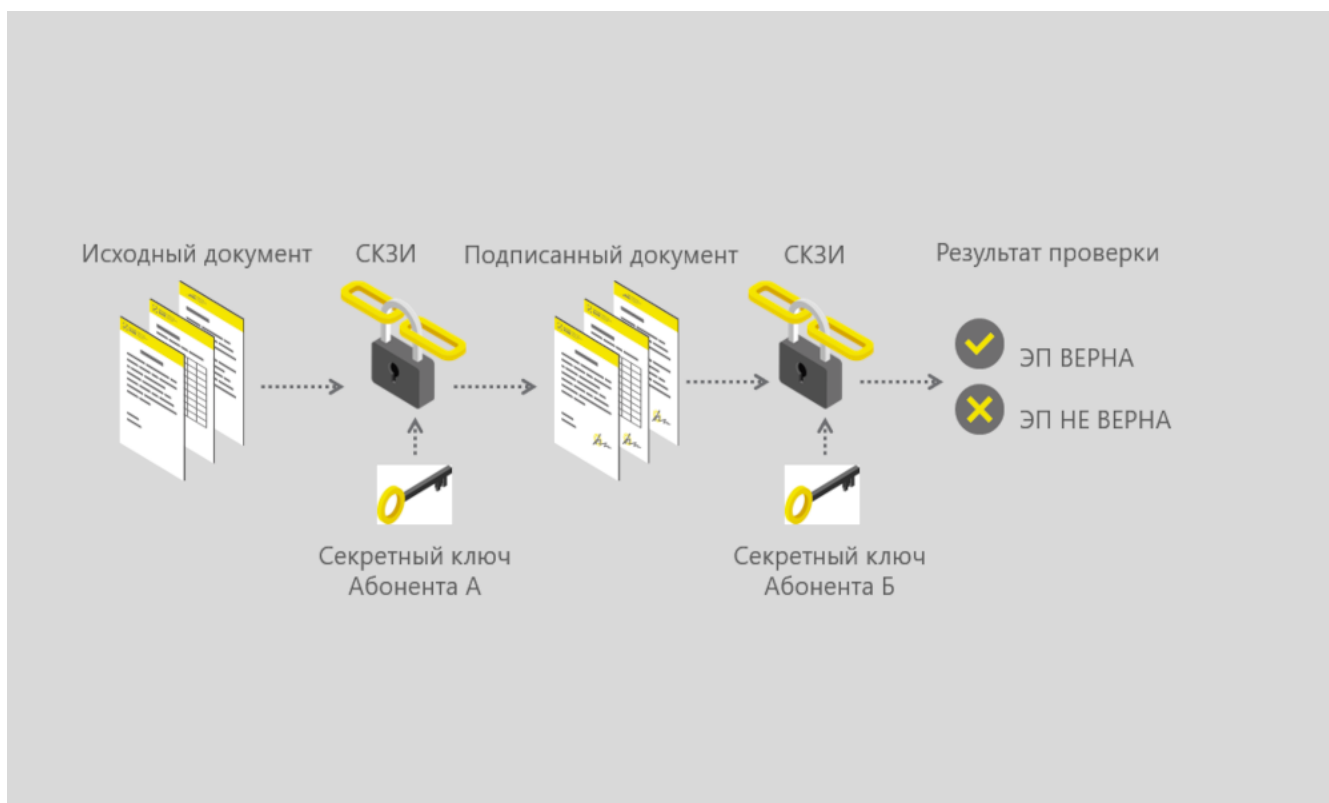 Исходный документ
СКЗИ
Подписанный документ
СКЗИ
Результат проверки
ЭП ВЕРНА
ЭП НЕ ВЕРНА
Секретный ключ
Абонента А
Секретный ключ
Абонента Б